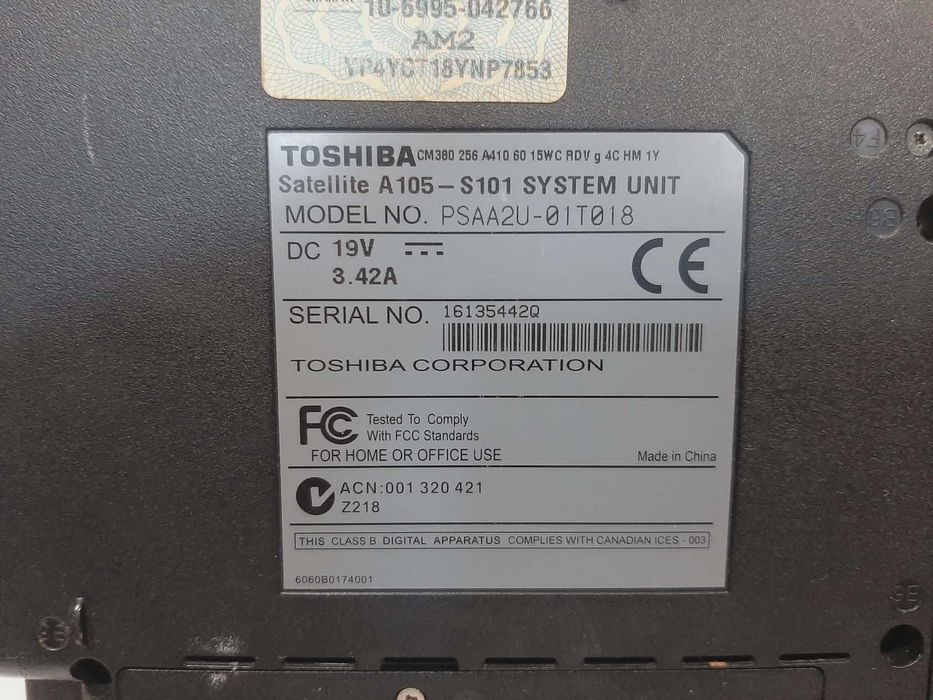 10-6995-042766
AM2
YP4YCT18YNP7853
TOSHIBA CM380 256 A410 60 15WC RDV g 4C HM 1Y
Satellite A105-S101 SYSTEM UNIT
MODEL NO. PSAA2U-01T018
DC 19V
3.42A
CE
SERIAL NO. 16135442Q
TOSHIBA CORPORATION
FCC Tested To Comply
With FCC Standards
FOR HOME OR OFFICE USE
Made in China
ACN:001 320 421
Z218
THIS CLASS B DIGITAL APPARATUS COMPLIES WITH CANADIAN ICES - 003
6060B0174001
F4